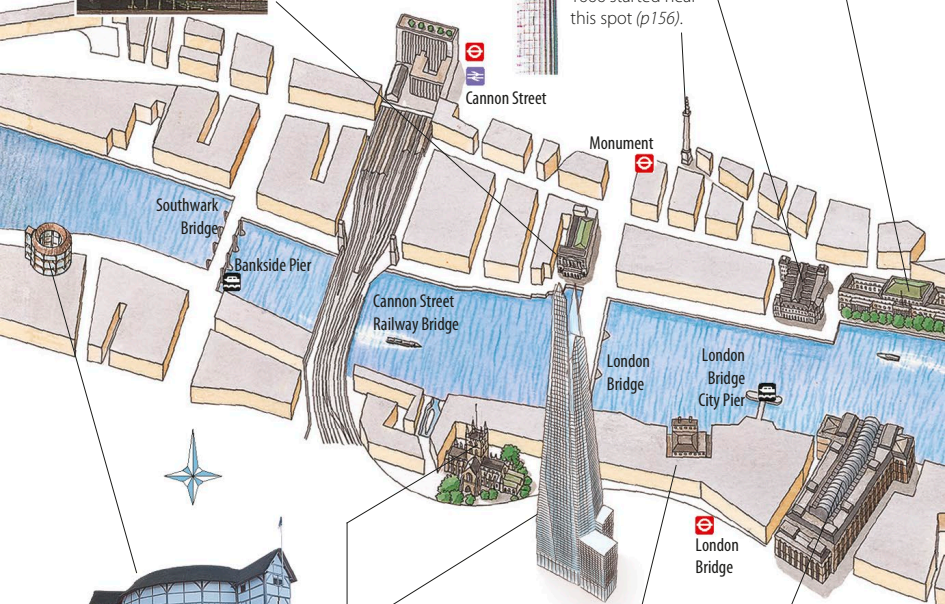 this spot (p156).
Cannon Street
Monument
Southwark
Bridge
Bankside Pier
Cannon Street
Railway Bridge
London
Bridge
London
Bridge
City Pier
London
Bridge